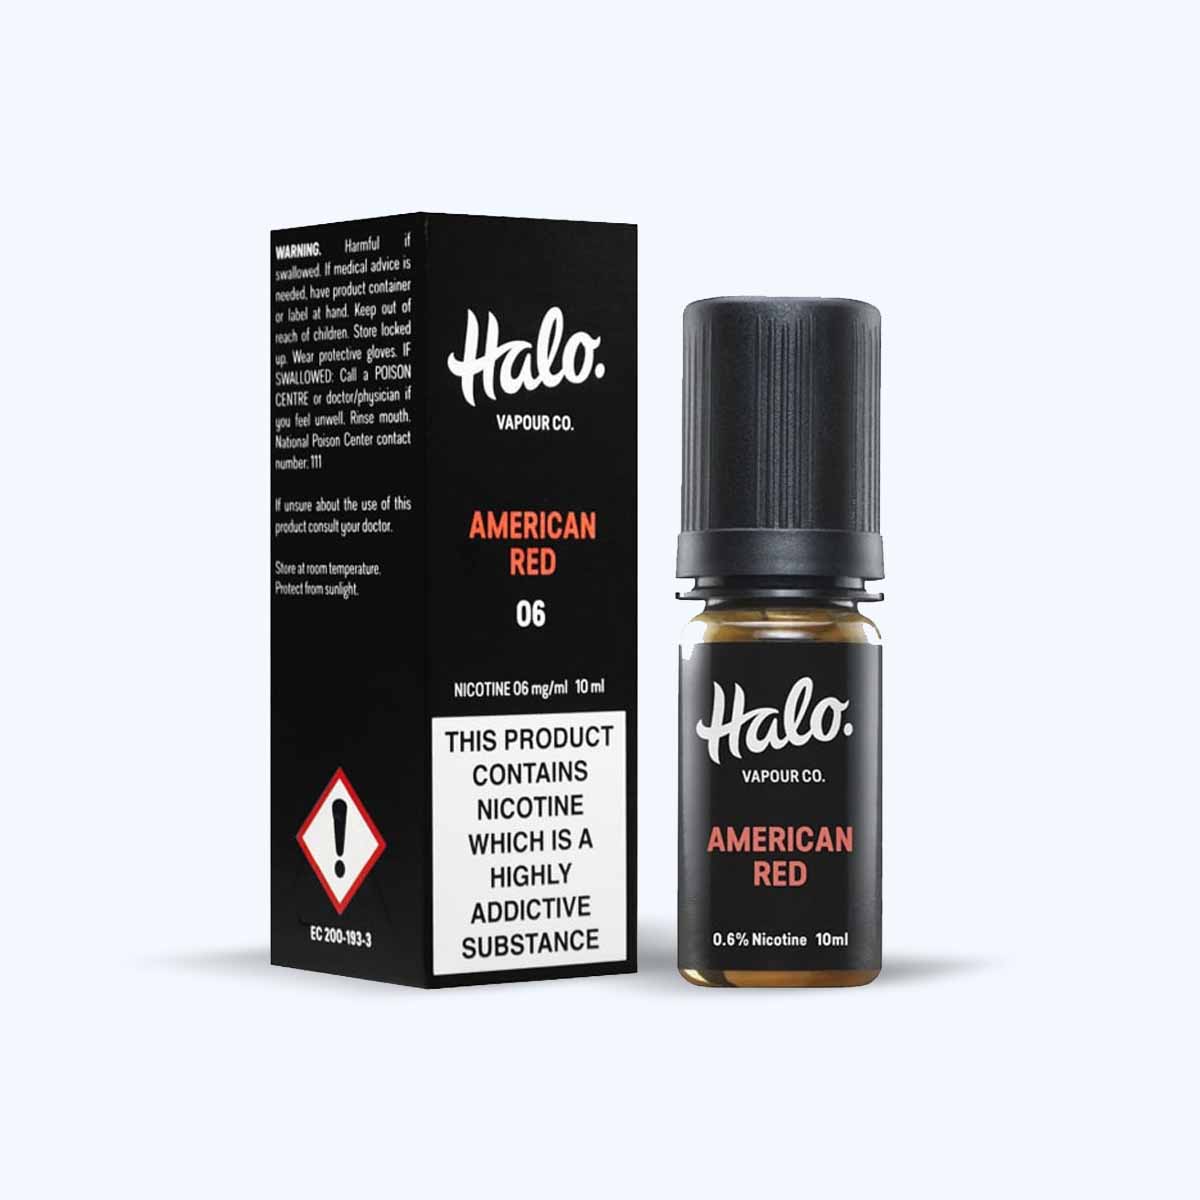 WARNING. Harmful if
swallowed. If medical advice is
needed, have product container
or label at hand. Keep out of
reach of children. Store locked
up. Wear protective gloves. IF
SWALLOWED: Call a POISON
CENTRE or doctor/physician if
you feel unwell. Rinse mouth.
National Poison Center contact
number. 111
If unsure about the use of this
product consult your doctor.
Store at room temperature.
Protect from sunlight.
EC 200-193-3
Halo.
VAPOUR CO.
AMERICAN
RED
06
NICOTINE 06 mg/ml 10 ml
THIS PRODUCT
CONTAINS
NICOTINE
WHICH IS A
HIGHLY
ADDICTIVE
SUBSTANCE
Halo.
VAPOUR CO.
AMERICAN
RED
0.6% Nicotine 10ml